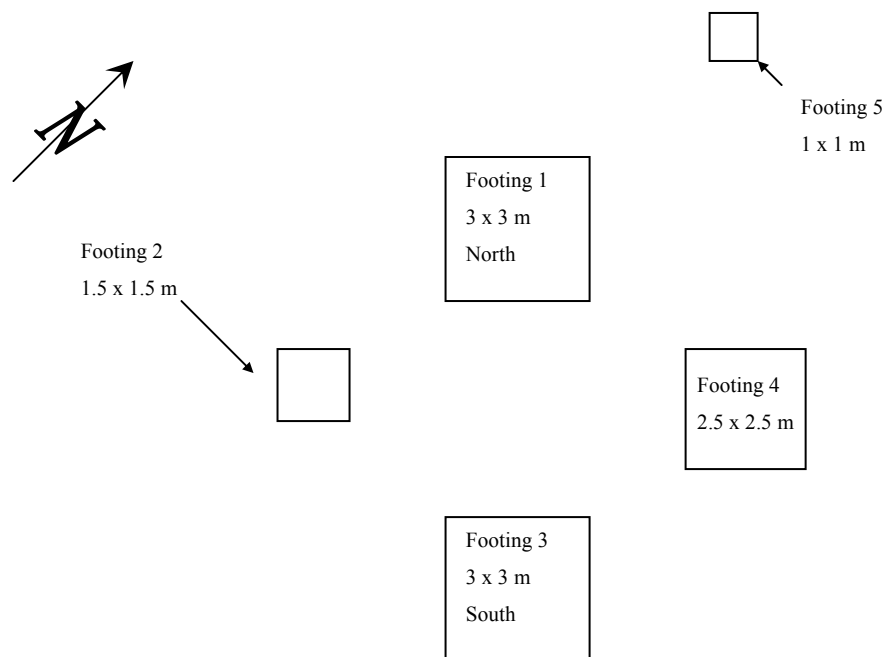 N
Footing 5
1 x 1 m
Footing 1
3 x 3 m
North
Footing 2
1.5 x 1.5 m
Footing 4
2.5 x 2.5 m
Footing 3
3 x 3 m
South